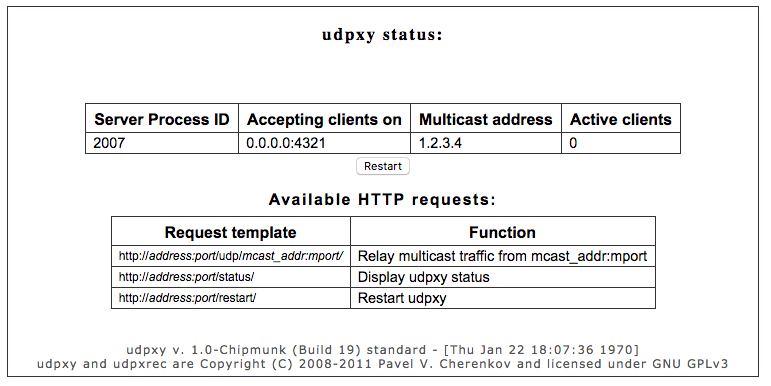 udpxy status:
Server Process ID Accepting clients on Multicast address Active clients
2007 0.0.0.0:4321 1.2.3.4 0
Restart
Available HTTP requests:
Request template Function
http://address:port/udp/mcast_addr:mport/ Relay multicast traffic from mcast_addr:mport
http://address:port/status/ Display udpxy status
http://address:port/restart/ Restart udpxy
udpxy v. 1.0-Chipmunk (Build 19) standard - [Thu Jan 22 18:07:36 1970]
udpxy and udpxrec are Copyright (C) 2008-2011 Pavel V. Cherenkov and licensed under GNU GPLv3